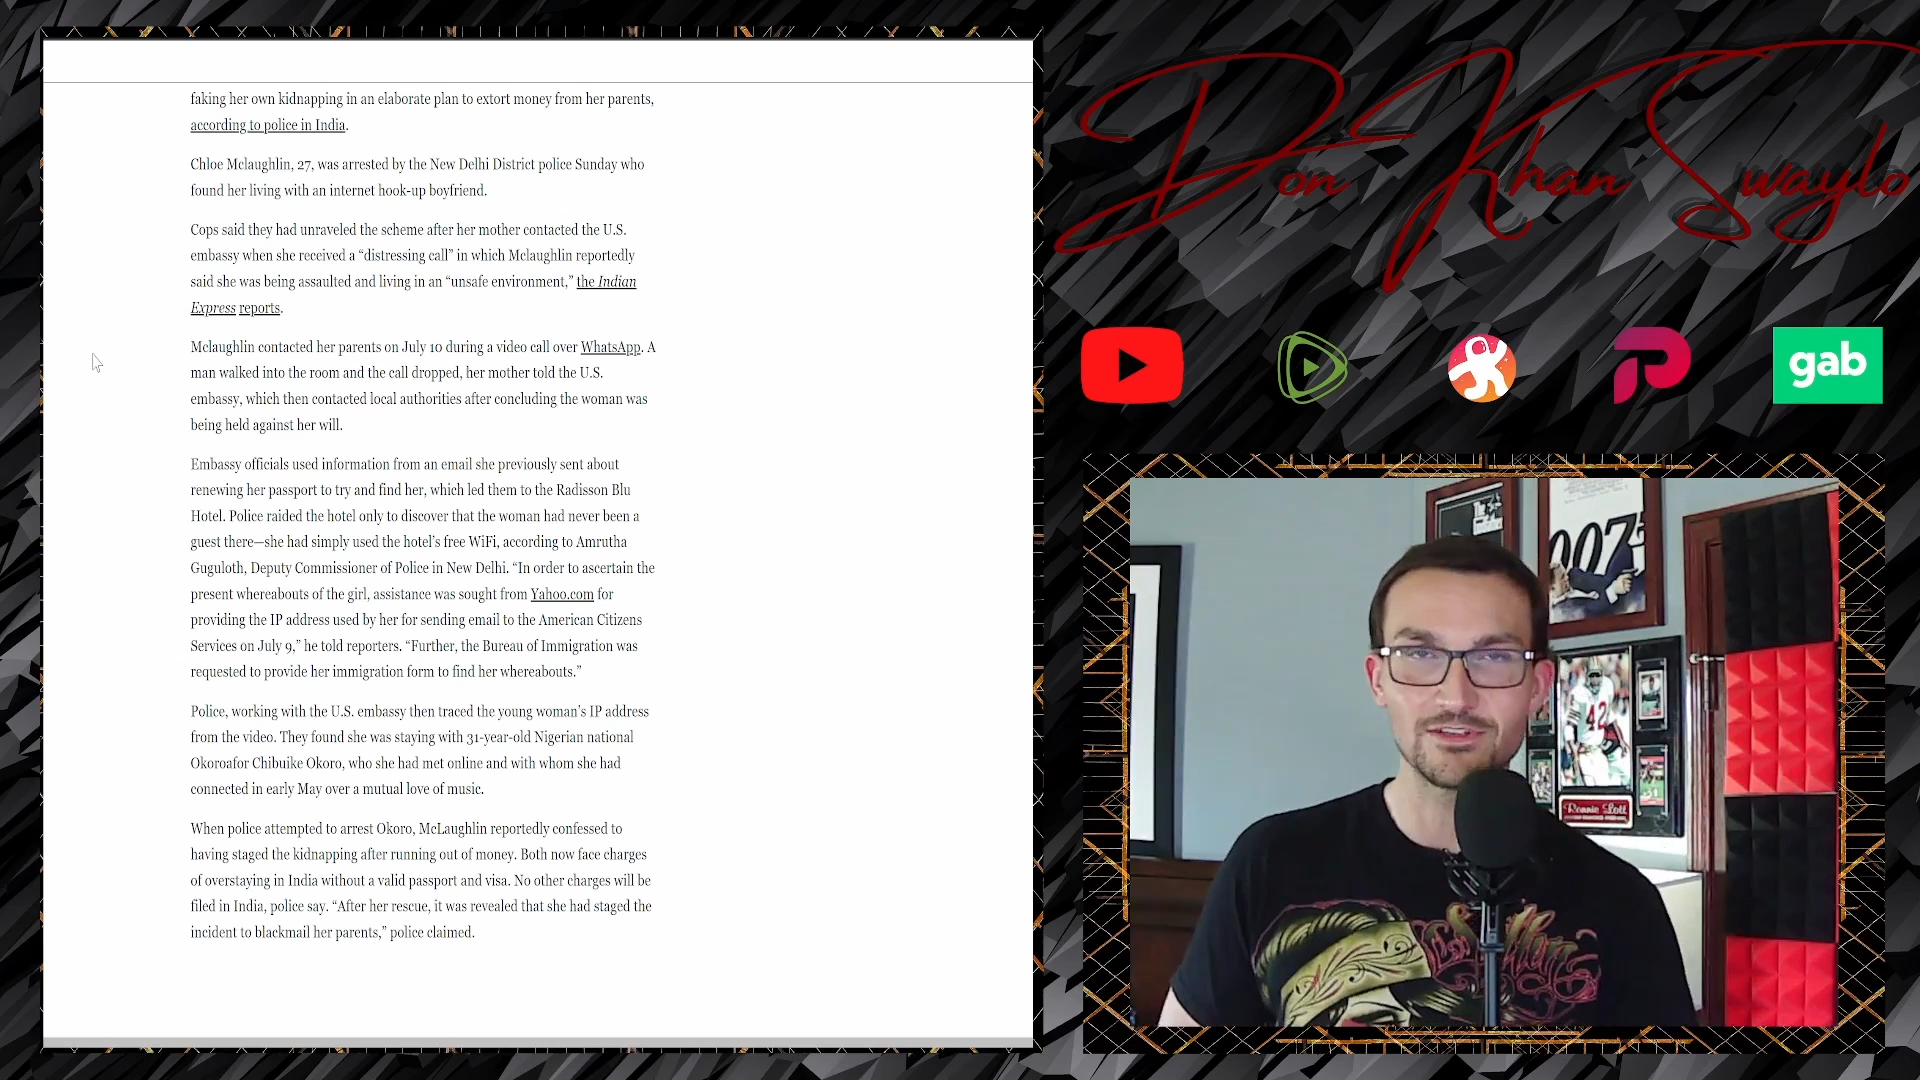 faking her own kidnapping in an elaborate plan to extort money from her parents,
according to police in India.
Chloe Mclaughlin, 27, was arrested by the New Delhi District police Sunday who
found her living with an internet hook-up boyfriend.
Cops said they had unraveled the scheme after her mother contacted the U.S.
embassy when she received a “distressing call” in which Mclaughlin reportedly
said she was being assaulted and living in an “unsafe environment,” the Indian
Express reports.
Mclaughlin contacted her parents on July 10 during a video call over WhatsApp. A
man walked into the room and the call dropped, her mother told the U.S.
embassy, which then contacted local authorities after concluding the woman was
being held against her will.
Embassy officials used information from an email she previously sent about
renewing her passport to try and find her, which led them to the Radisson Blu
Hotel. Police raided the hotel only to discover that the woman had never been a
guest there—she had simply used the hotel’s free WiFi, according to Amrutha
Guguloth, Deputy Commissioner of Police in New Delhi. “In order to ascertain the
present whereabouts of the girl, assistance was sought from Yahoo.com for
providing the IP address used by her for sending email to the American Citizens
Services on July 9,” he told reporters. “Further, the Bureau of Immigration was
requested to provide her immigration form to find her whereabouts.”
Police, working with the U.S. embassy then traced the young woman’s IP address
from the video. They found she was staying with 31-year-old Nigerian national
Okoroafor Chibuike Okoro, who she had met online and with whom she had
connected in early May over a mutual love of music.
When police attempted to arrest Okoro, McLaughlin reportedly confessed to
having staged the kidnapping after running out of money. Both now face charges
of overstaying in India without a valid passport and visa. No other charges will be
filed in India, police say. “After her rescue, it was revealed that she had staged the
incident to blackmail her parents,” police claimed.
Don Khan Swaylo
gab
007
42
Ronnie Lott